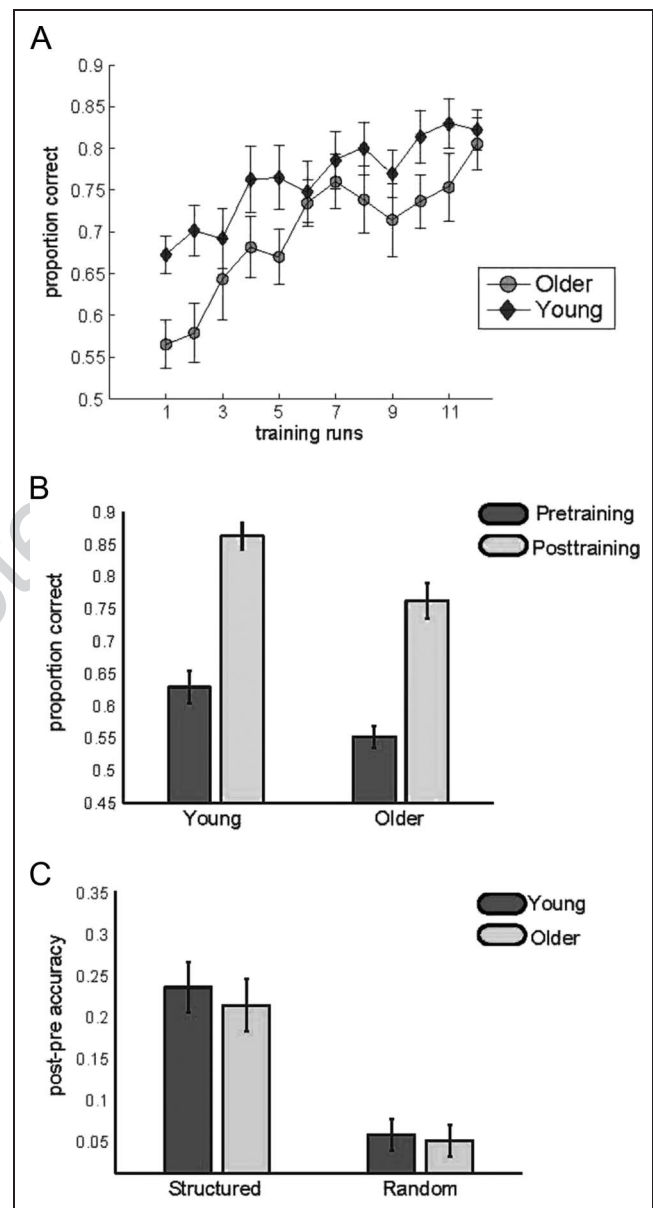 A
0.9
0.85
0.8
0.75
0.7
0.65
0.6
0.55
0.5
proportion correct
1 3 5 7 9 11
training runs
Older
Young
B
0.9
0.85
0.8
0.75
0.7
0.65
0.6
0.55
0.5
0.45
proportion correct
Pretraining
Posttraining
Young Older
C
0.35
0.3
0.25
0.2
0.15
0.1
0.05
post-pre accuracy
Young
Older
Structured Random